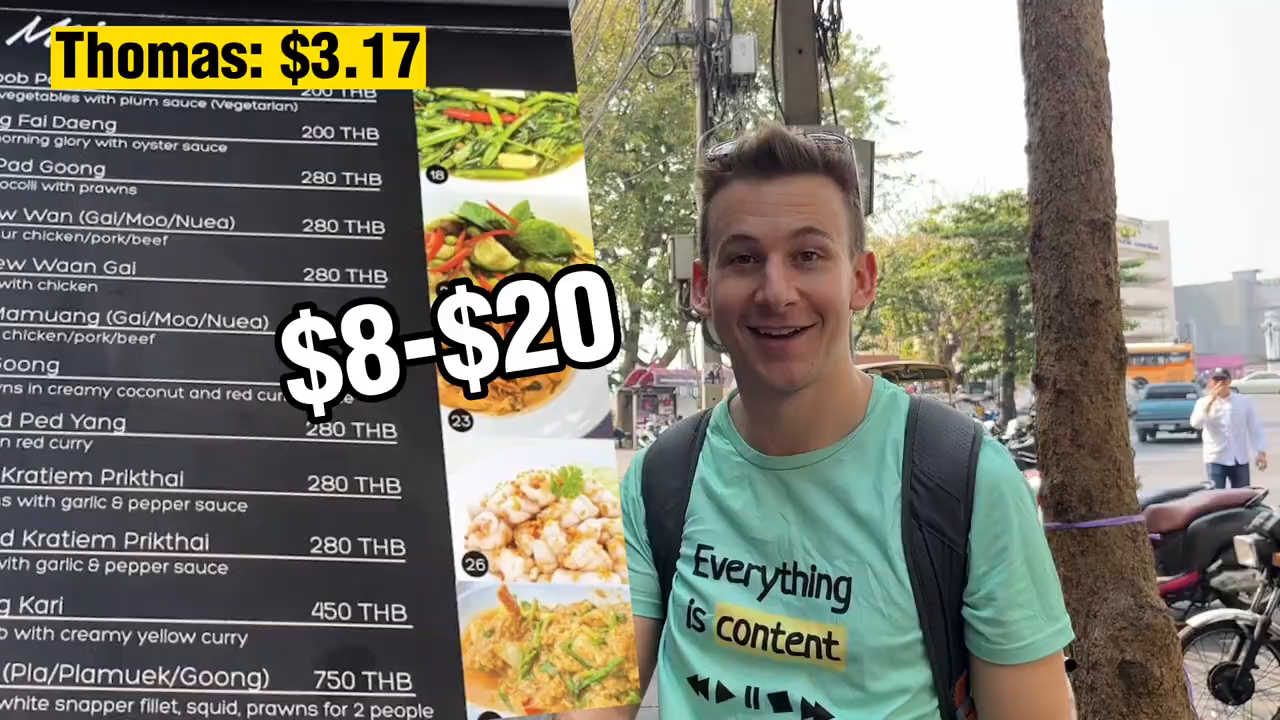 Thomas: $3.17
200 THB
vegetables with plum sauce (Vegetarian)
g Fai Daeng 200 THB
orning glory with oyster sauce
Pad Goong 280 THB
occoli with prawns
w Wan (Gai/Moo/Nuea) 280 THB
ur chicken/pork/beef
ew Waan Gai 280 THB
with chicken
Mamuang (Gai/Moo/Nuea)
chicken/pork/beef
$8-$20
Goong
ns in creamy coconut and red
d Ped Yang 280 THB
n red curry
Kratiem Prikthai 280 THB
s with garlic & pepper sauce
d Kratiem Prikthai 280 THB
with garlic & pepper sauce
g Kari 450 THB
b with creamy yellow curry
(Pla/Plamuek/Goong) 750 THB
white snapper fillet, squid, prawns for 2 people
18
23
26
Everything
is content